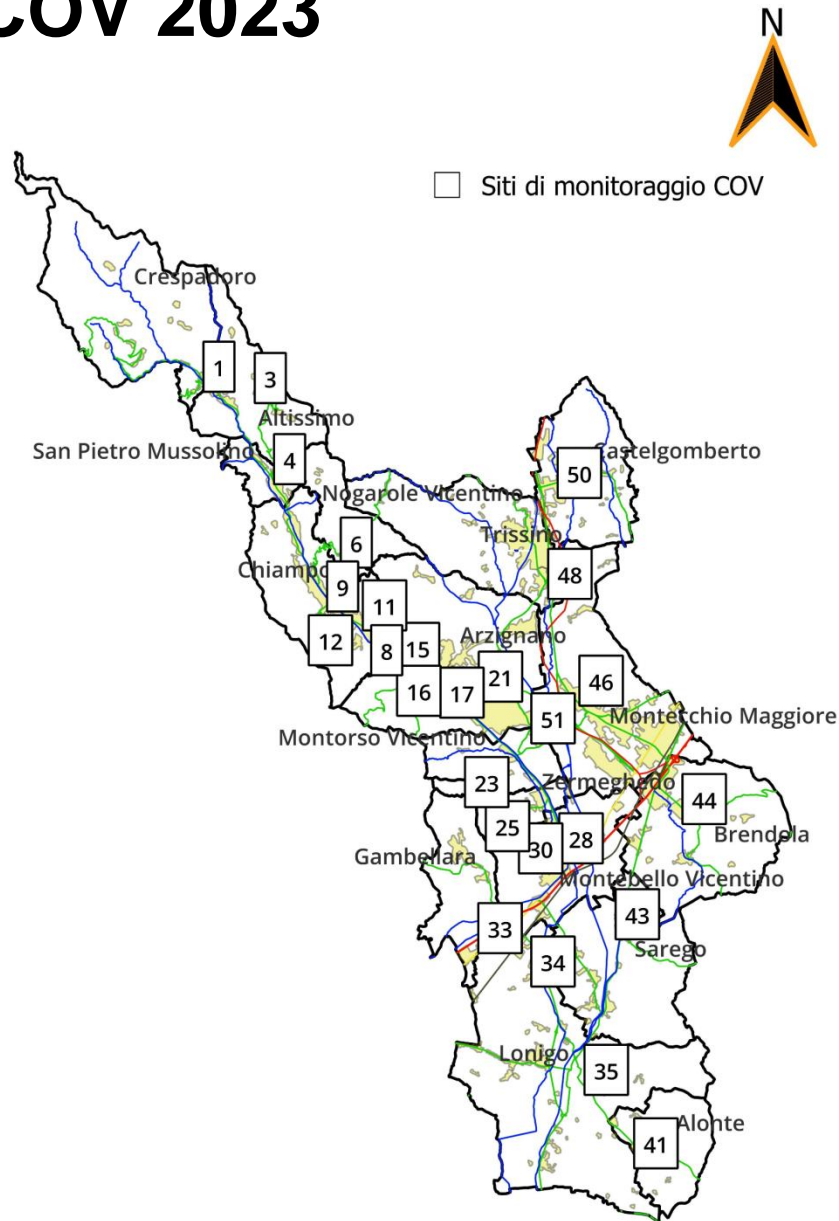 COV 2023
N
Siti di monitoraggio COV
Crespadoro
1
3
Altissimo
San Pietro Mussolino
4
Castelgomberto
50
Nogarole Vicentino
Trissino
6
Chiampo
48
9
11
Arzignano
12
8
15
21
46
16
17
51
Montecchio Maggiore
Montorso Vicentino
23
Zermeghedo
44
25
28
Brendola
30
Gambellara
Montebello Vicentino
43
33
Sarego
34
Lonigo
35
Alonte
41